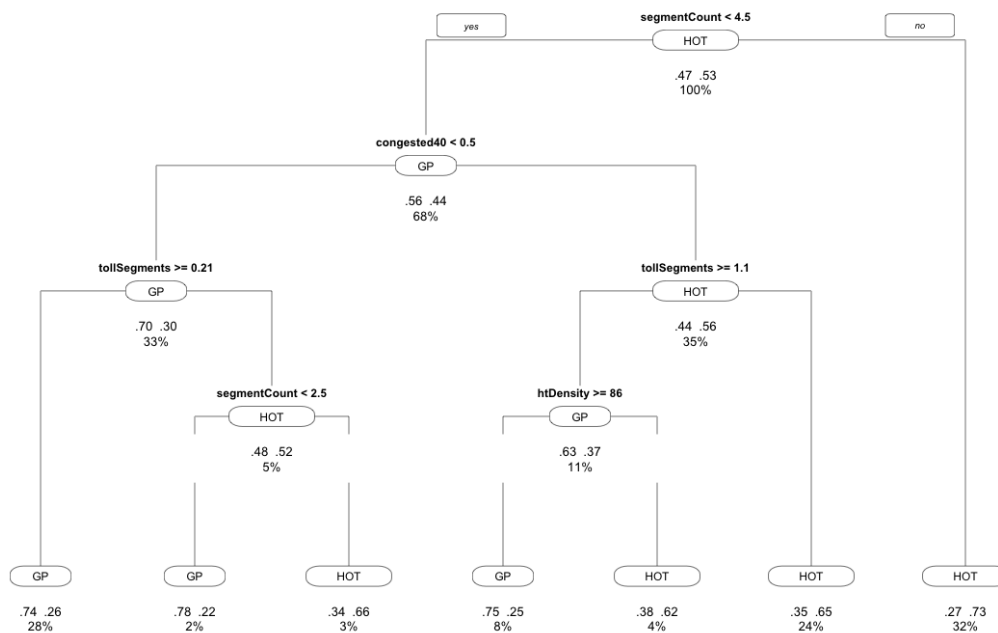 segmentCount < 4.5
yes
HOT
no
.47 .53
100%
congested40 < 0.5
GP
.56 .44
68%
tollSegments >= 0.21
GP
.70 .30
33%
tollSegments >= 1.1
HOT
.44 .56
35%
segmentCount < 2.5
HOT
.48 .52
5%
htDensity >= 86
GP
.63 .37
11%
GP
.74 .26
28%
GP
.78 .22
2%
HOT
.34 .66
3%
GP
.75 .25
8%
HOT
.38 .62
4%
HOT
.35 .65
24%
HOT
.27 .73
32%